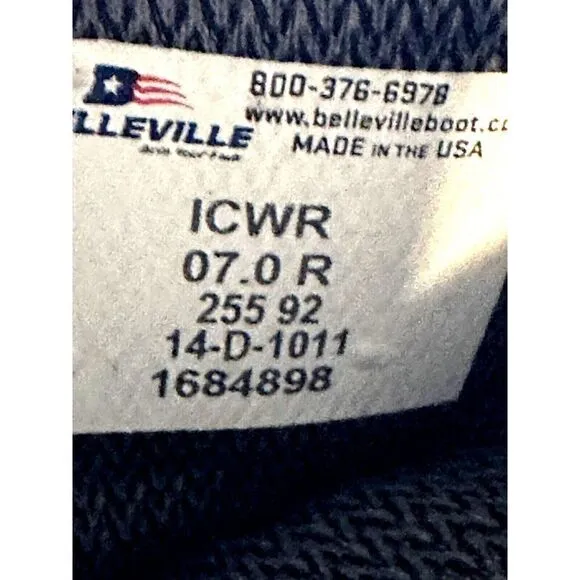 800-376-6978
www.bellevilleboot.c
LLEVILLE
MADE IN THE USA
ICWR
07.0 R
255 92
14-D-1011
1684898